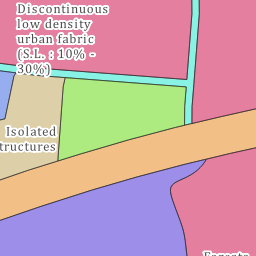 Discontinuous
low density
urban fabric
(S.L. : 10% -
30%)
Isolated
tructures